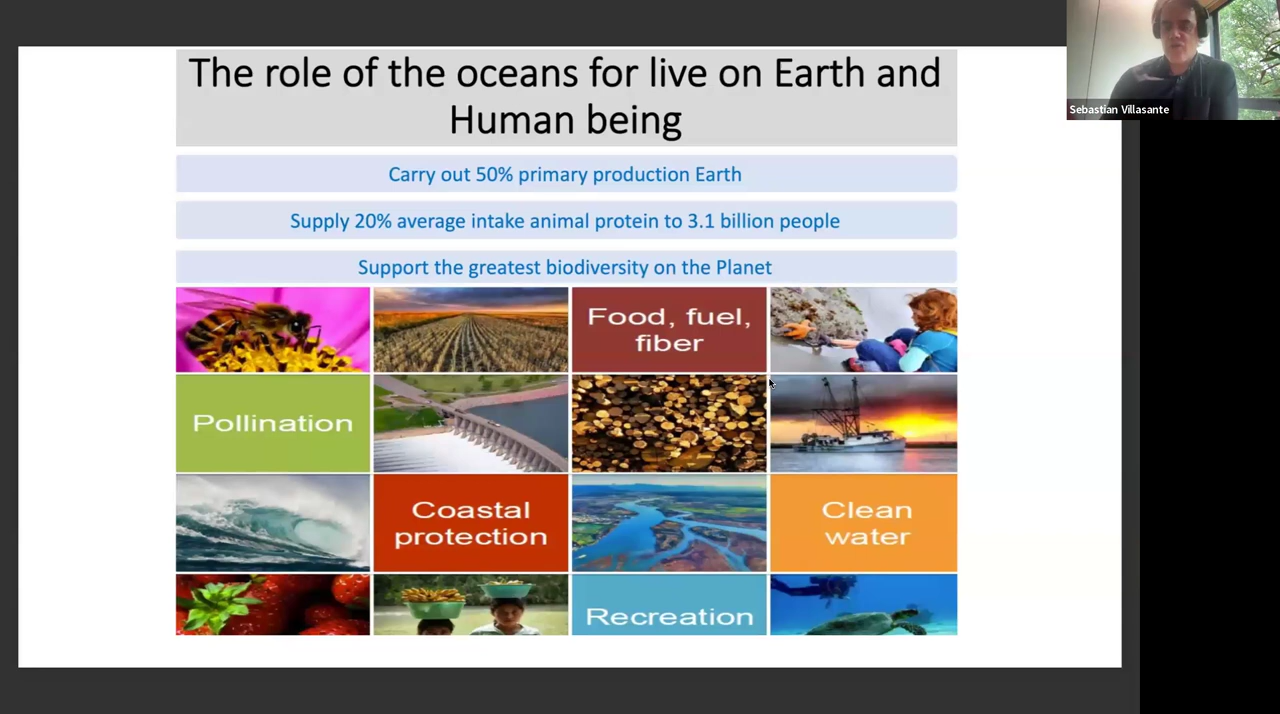 The role of the oceans for live on Earth and
Human being
Sebastian Villasante
Carry out 50% primary production Earth
Supply 20% average intake animal protein to 3.1 billion people
Support the greatest biodiversity on the Planet
Food, fuel,
fiber
Pollination
Coastal
protection
Clean
water
Recreation